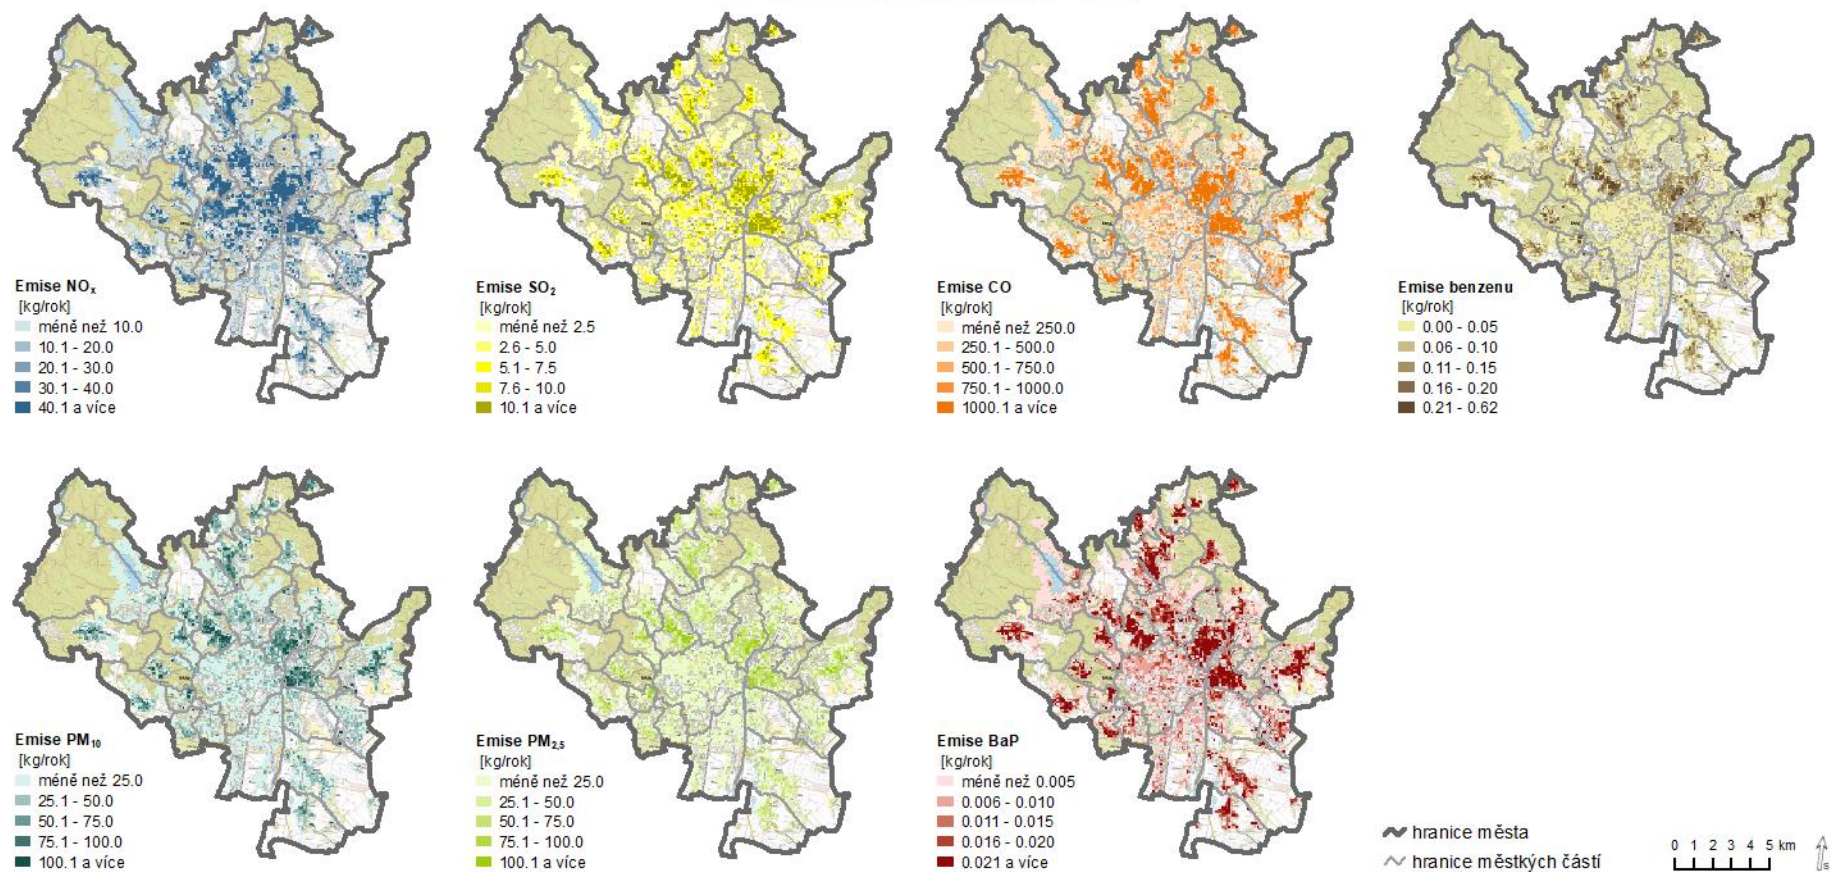 Emise NOₓ
[kg/rok]
méně než 10.0
10.1 - 20.0
20.1 - 30.0
30.1 - 40.0
40.1 a více
Emise SO₂
[kg/rok]
méně než 2.5
2.6 - 5.0
5.1 - 7.5
7.6 - 10.0
10.1 a více
Emise CO
[kg/rok]
méně než 250.0
250.1 - 500.0
500.1 - 750.0
750.1 - 1000.0
1000.1 a více
Emise benzenu
[kg/rok]
0.00 - 0.05
0.06 - 0.10
0.11 - 0.15
0.16 - 0.20
0.21 - 0.62
Emise PM₁₀
[kg/rok]
méně než 25.0
25.1 - 50.0
50.1 - 75.0
75.1 - 100.0
100.1 a více
Emise PM₂,₅
[kg/rok]
méně než 25.0
25.1 - 50.0
50.1 - 75.0
75.1 - 100.0
100.1 a více
Emise BaP
[kg/rok]
méně než 0.005
0.006 - 0.010
0.011 - 0.015
0.016 - 0.020
0.021 a více
hranice města
hranice městkých částí
0 1 2 3 4 5 km
S